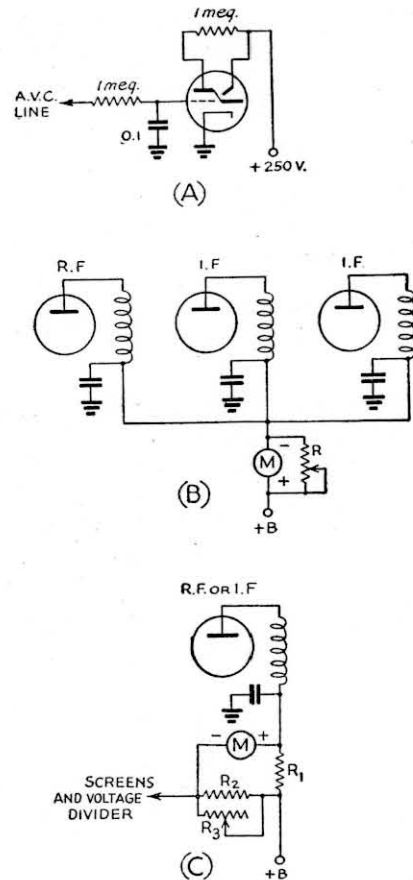 1 meg.
1 meg.
A.V.C.
LINE
0.1
+250 V.
(A)
R.F
I.F
I.F.
-
M
+
R
+B
(B)
R.F. OR I.F
-
M
+
R1
SCREENS
AND VOLTAGE
DIVIDER
R2
R3
+B
(C)